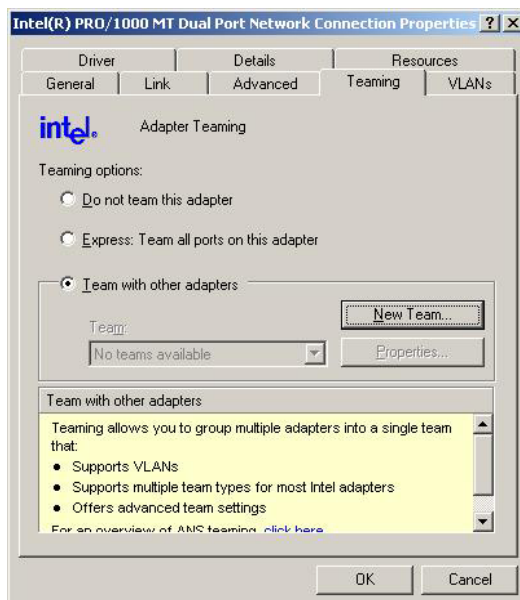 Intel(R) PRO/1000 MT Dual Port Network Connection Properties ? X
Driver Details Resources
General Link Advanced Teaming VLANs
intel. Adapter Teaming
Teaming options:
Do not team this adapter
Express: Team all ports on this adapter
Team with other adapters
New Team...
Team:
No teams available
Properties...
Team with other adapters
Teaming allows you to group multiple adapters into a single team
that:
● Supports VLANs
● Supports multiple team types for most Intel adapters
● Offers advanced team settings
For an overview of ANS teaming, click here
OK Cancel